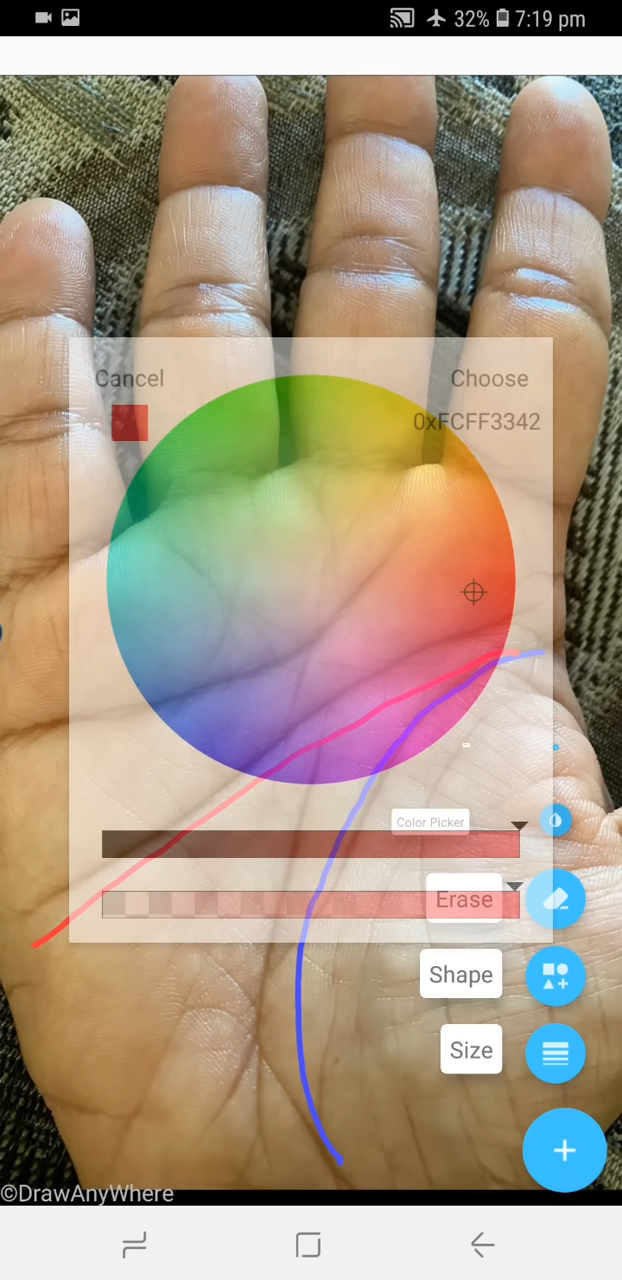 32% 7:19 pm
Cancel
Choose
0xFCFF3342
Color Picker
Erase
Shape
Size
©DrawAnyWhere